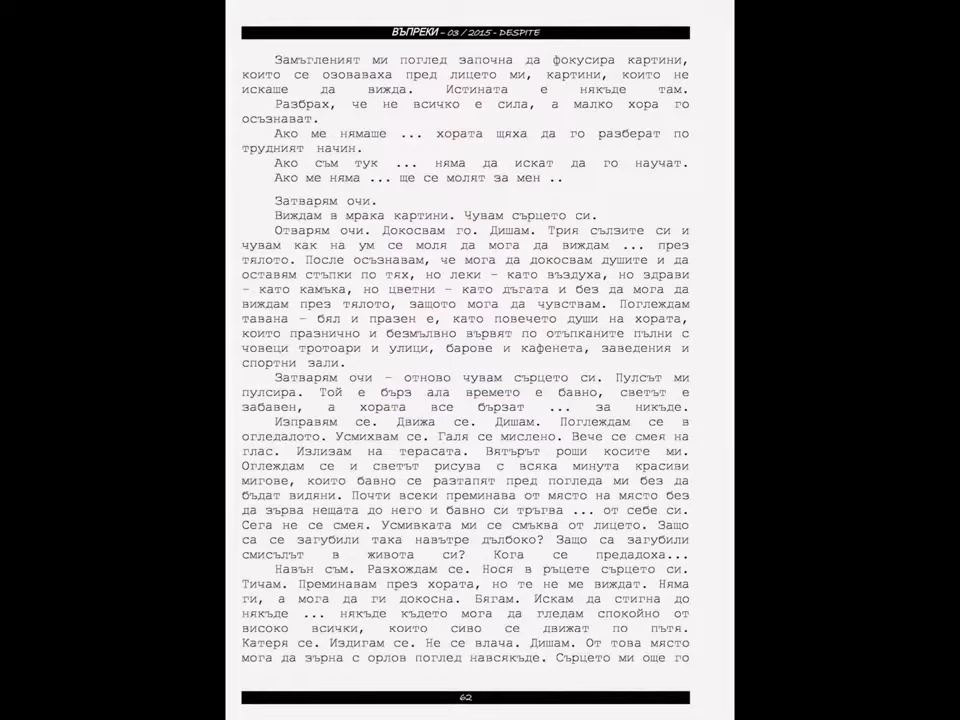 ВЪПРЕКИ – 03 / 2015 - DESPITE
Замъгленият ми поглед започна да фокусира картини,
които се озоваваха пред лицето ми, картини, които не
искаше да вижда. Истината е някъде там.
Разбрах, че не всичко е сила, а малко хора го
осъзнават.
Ако ме нямаше ... хората щяха да го разберат по
трудният начин.
Ако съм тук ... няма да искат да го научат.
Ако ме няма ... ще се молят за мен ..
Затварям очи.
Виждам в мрака картини. Чувам сърцето си.
Отварям очи. Докосвам го. Дишам. Трия сълзите си и
чувам как на ум се моля да мога да виждам ... през
тялото. После осъзнавам, че мога да докосвам душите и да
оставям стъпки по тях, но леки – като въздуха, но здрави
– като камъка, но цветни – като дъгата и без да мога да
виждам през тялото, защото мога да чувствам. Поглеждам
тавана – бял и празен е, като повечето души на хората,
които празнично и безмълвно вървят по отъпканите пълни с
човеци тротоари и улици, барове и кафенета, заведения и
спортни зали.
Затварям очи – отново чувам сърцето си. Пулсът ми
пулсира. Той е бърз ала времето е бавно, светът е
забавен, а хората все бързат ... за никъде.
Изправям се. Движа се. Дишам. Поглеждам се в
огледалото. Усмихвам се. Галя се мислено. Вече се смея на
глас. Излизам на терасата. Вятърът роши косите ми.
Оглеждам се и светът рисува с всяка минута красиви
мигове, които бавно се разтапят пред погледа ми без да
бъдат видяни. Почти всеки преминава от място на място без
да зърва нещата до него и бавно си тръгва ... от себе си.
Сега не се смея. Усмивката ми се смъква от лицето. Защо
са се загубили така навътре дълбоко? Защо са загубили
смисълът в живота си? Кога се предадоха...
Навън съм. Разхождам се. Нося в ръцете сърцето си.
Тичам. Преминавам през хората, но те не ме виждат. Няма
ги, а мога да ги докосна. Бягам. Искам да стигна до
някъде ... някъде където мога да гледам спокойно от
високо всички, които сиво се движат по пътя.
Катеря се. Издигам се. Не се влача. Дишам. От това място
мога да зърна с орлов поглед навсякъде. Сърцето ми още го
62